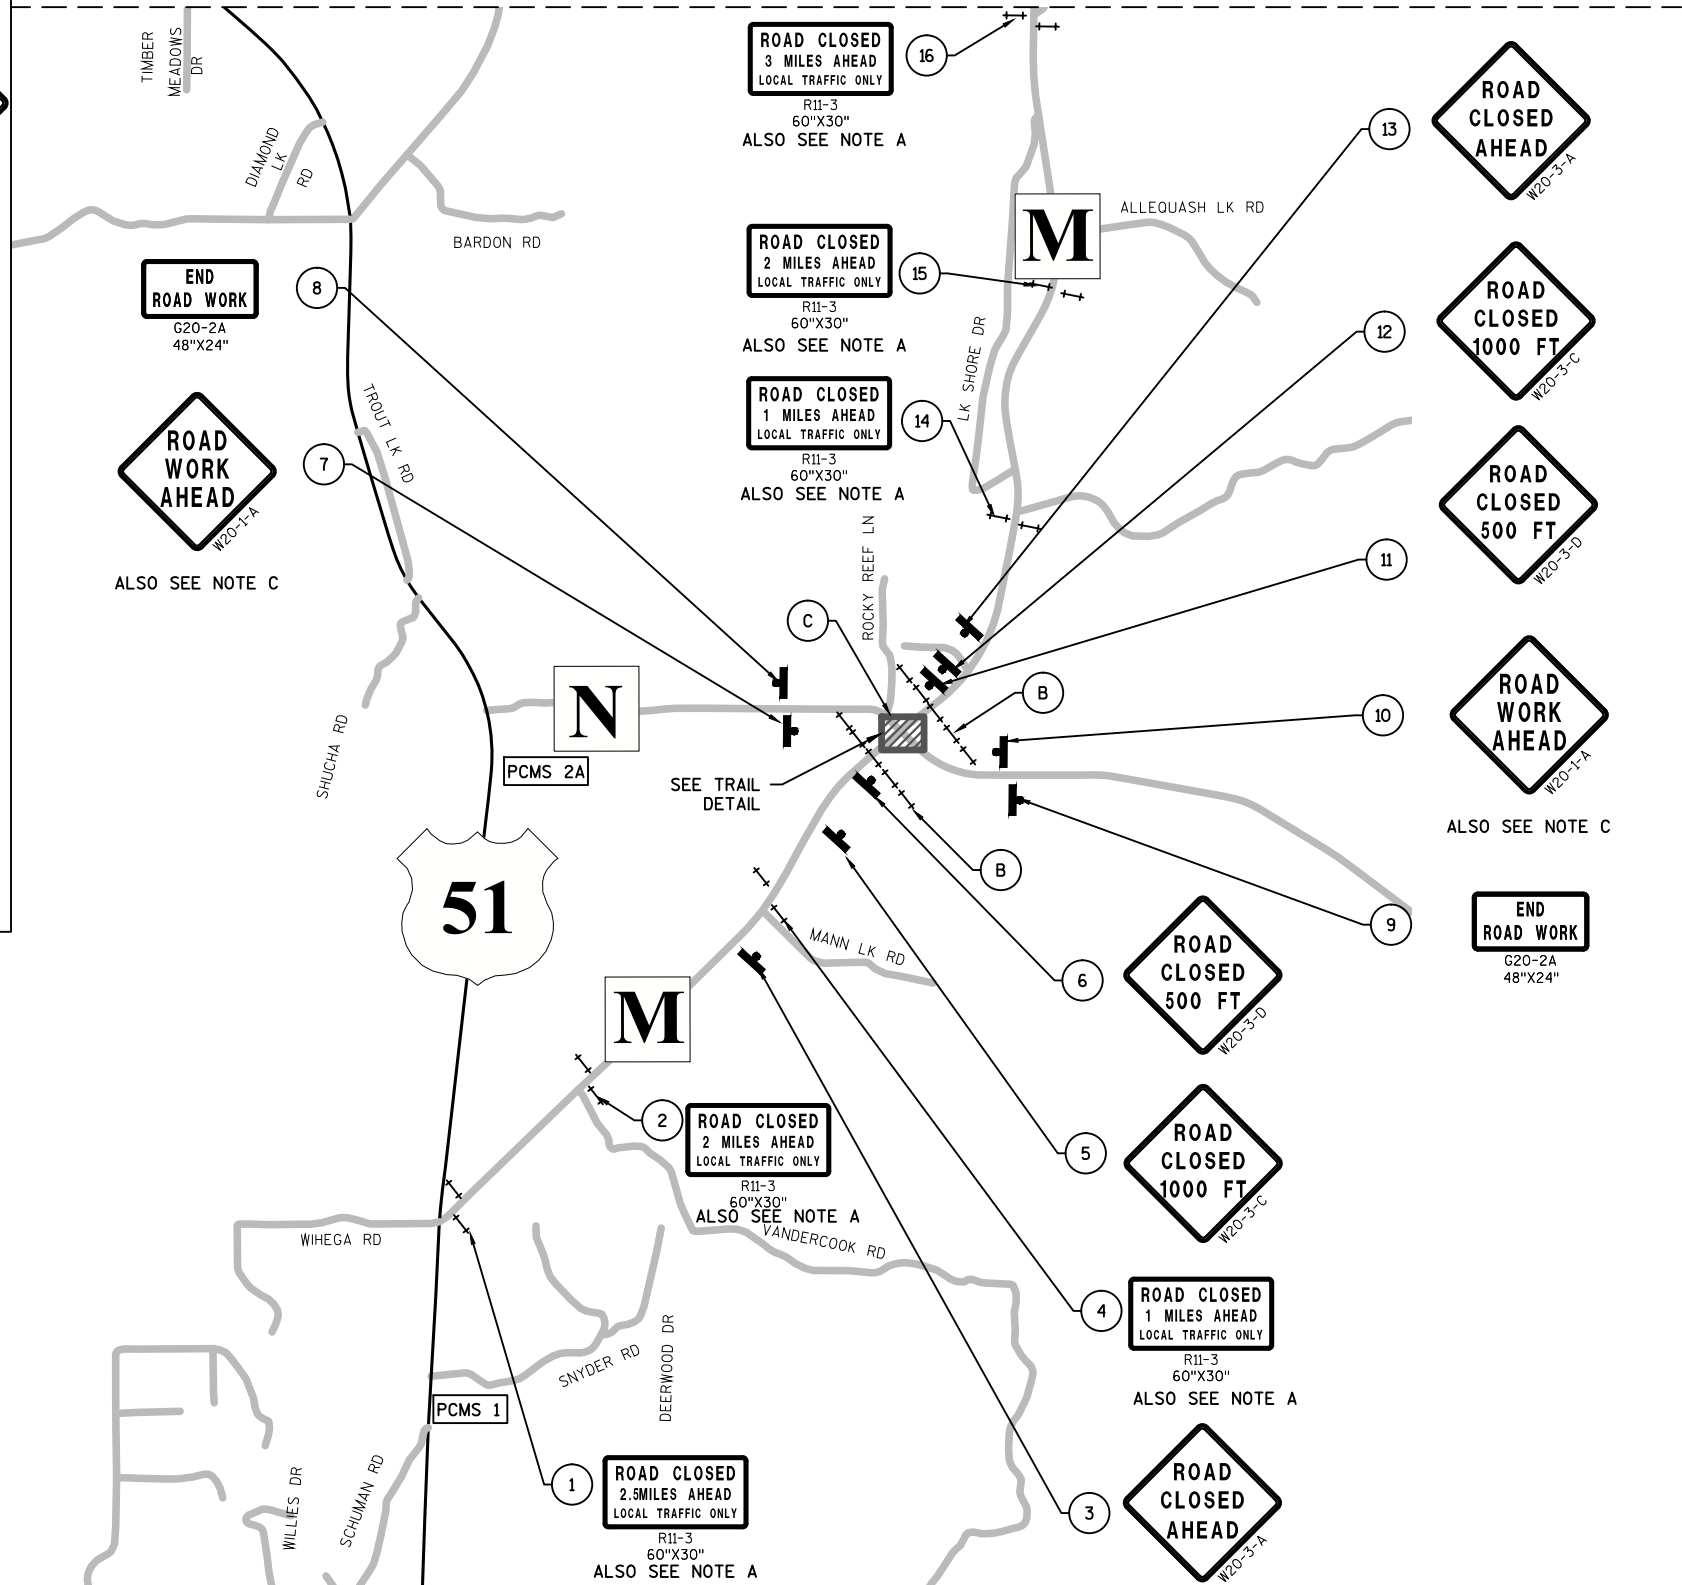 TIMBER
MEADOWS
DR
DIAMOND
LK
RD
BARDON RD
ROAD CLOSED
3 MILES AHEAD
LOCAL TRAFFIC ONLY
R11-3
60"X30"
ALSO SEE NOTE A
16
13
ROAD
CLOSED
AHEAD
W20-3-A
ALLEQUASH LK RD
M
ROAD CLOSED
2 MILES AHEAD
LOCAL TRAFFIC ONLY
R11-3
60"X30"
ALSO SEE NOTE A
15
END
ROAD WORK
G20-2A
48"X24"
8
12
ROAD
CLOSED
1000 FT
W20-3-C
LK SHORE DR
ROAD CLOSED
1 MILES AHEAD
LOCAL TRAFFIC ONLY
R11-3
60"X30"
ALSO SEE NOTE A
14
TROUT LK RD
ROAD
WORK
AHEAD
W20-1-A
ALSO SEE NOTE C
7
ROAD
CLOSED
500 FT
W20-3-D
11
ROCKY REEF LN
C
B
N
SHUCHA RD
PCMS 2A
SEE TRAIL
DETAIL
10
ROAD
WORK
AHEAD
W20-1-A
ALSO SEE NOTE C
B
51
9
END
ROAD WORK
G20-2A
48"X24"
MANN LK RD
6
ROAD
CLOSED
500 FT
W20-3-D
M
2
ROAD CLOSED
2 MILES AHEAD
LOCAL TRAFFIC ONLY
R11-3
60"X30"
ALSO SEE NOTE A
VANDERCOOK RD
5
ROAD
CLOSED
1000 FT
W20-3-C
WIHEGA RD
4
ROAD CLOSED
1 MILES AHEAD
LOCAL TRAFFIC ONLY
R11-3
60"X30"
ALSO SEE NOTE A
SNYDER RD
DEERWOOD DR
PCMS 1
WILLIES DR
SCHUMAN RD
1
ROAD CLOSED
2.5MILES AHEAD
LOCAL TRAFFIC ONLY
R11-3
60"X30"
ALSO SEE NOTE A
3
ROAD
CLOSED
AHEAD
W20-3-A